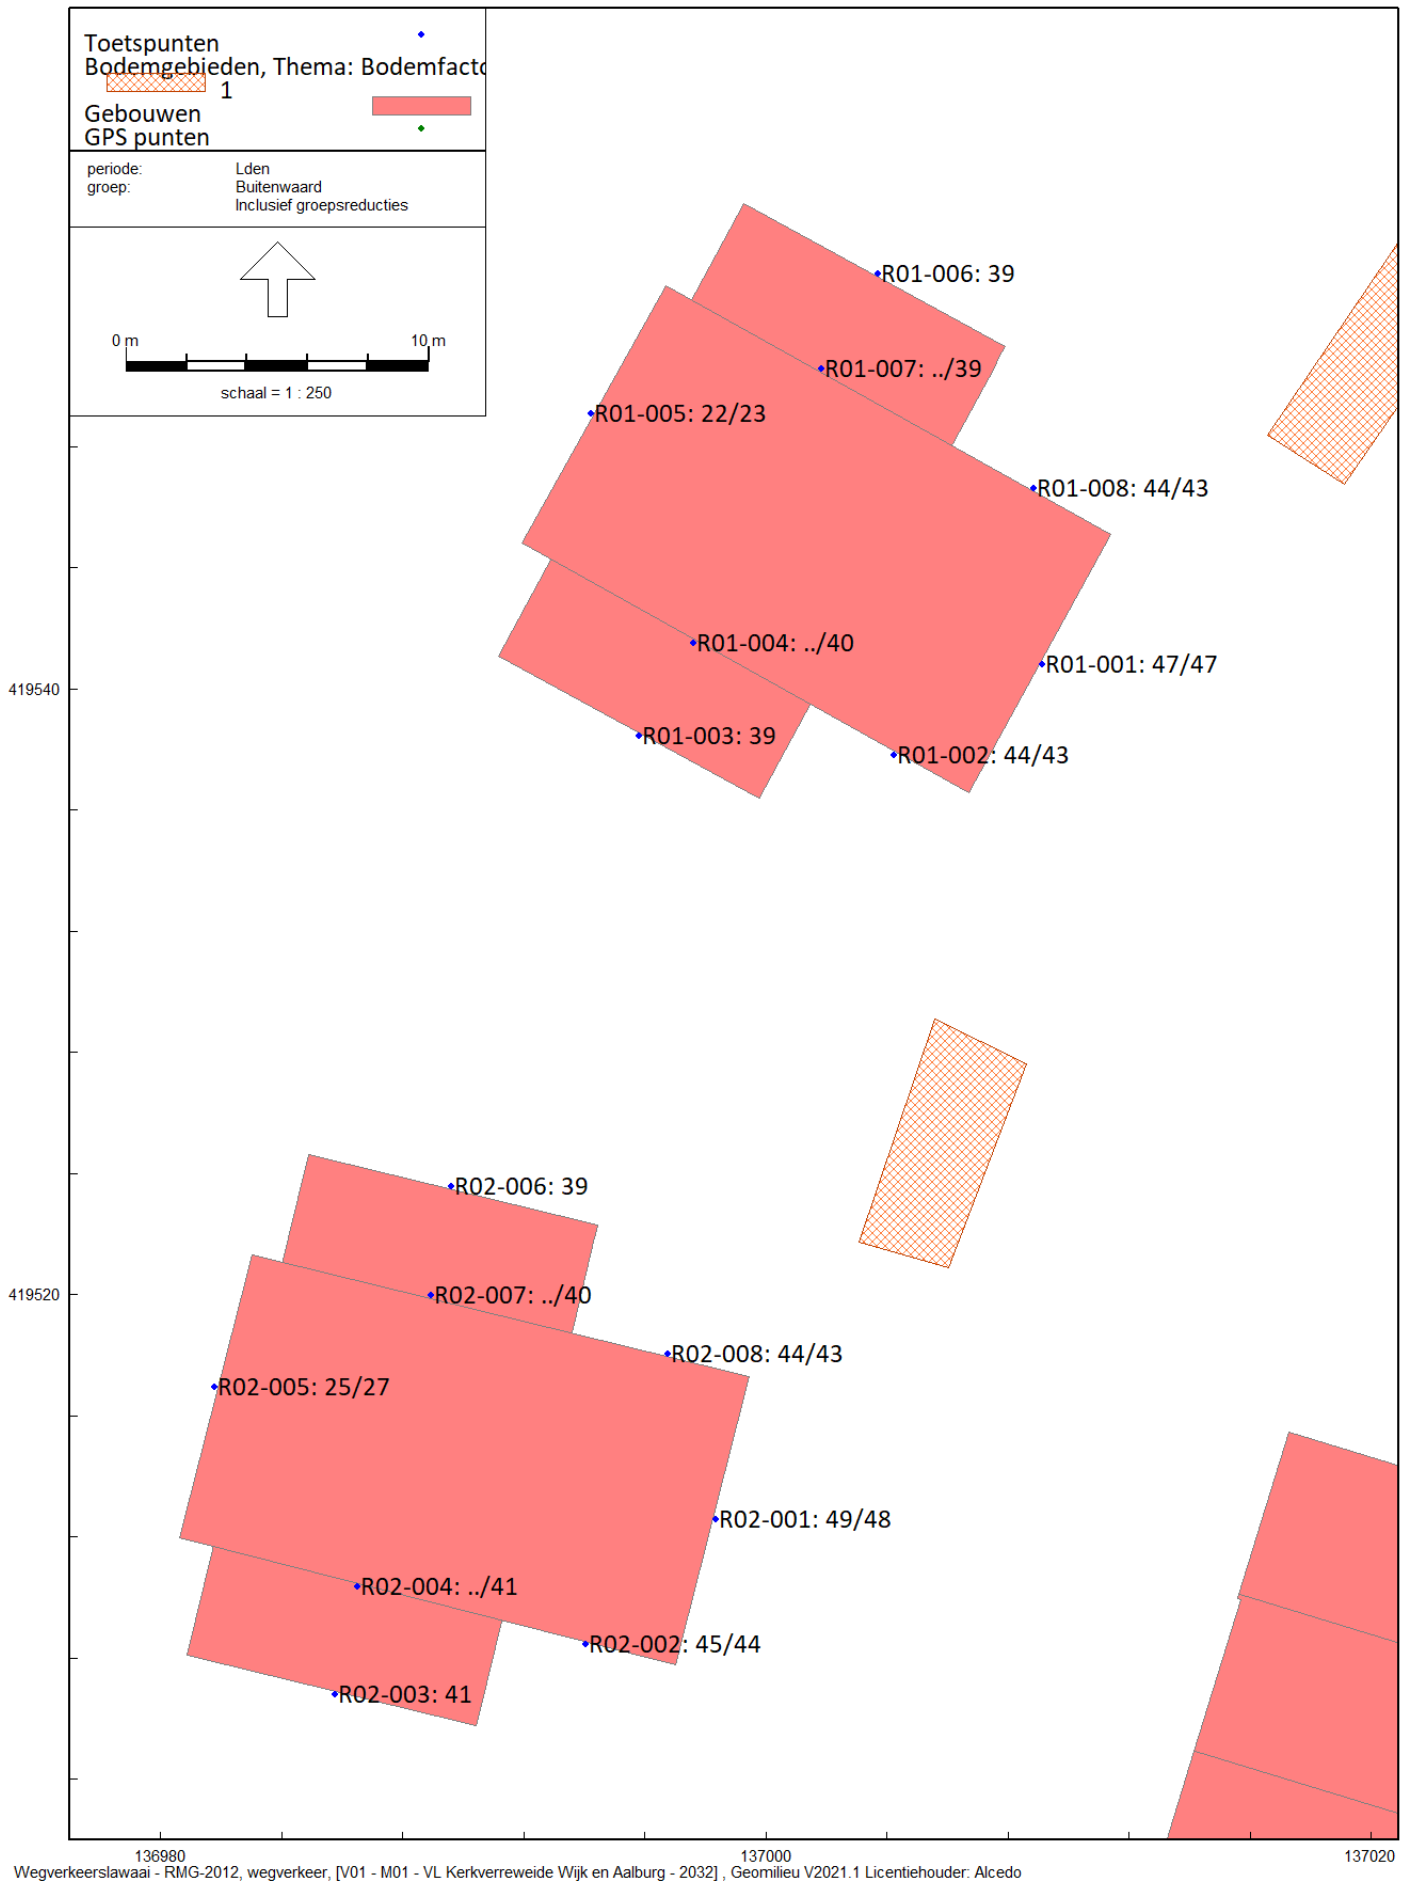 Toetspunten
Bodemgebieden, Thema: Bodemfacto
1
Gebouwen
GPS punten
periode: Lden
groep: Buitenwaard
Inclusief groepsreducties
0 m 10 m
schaal = 1 : 250
R01-006: 39
R01-007: ../39
R01-005: 22/23
R01-008: 44/43
R01-004: ../40
R01-001: 47/47
419540
R01-003: 39
R01-002: 44/43
R02-006: 39
419520
R02-007: ../40
R02-008: 44/43
R02-005: 25/27
R02-001: 49/48
R02-004: ../41
R02-002: 45/44
R02-003: 41
136980 137000 137020
Wegverkeerslawaai - RMG-2012, wegverkeer, [V01 - M01 - VL Kerkverreweide Wijk en Aalburg - 2032] , Geomilieu V2021.1 Licentiehouder: Alcedo